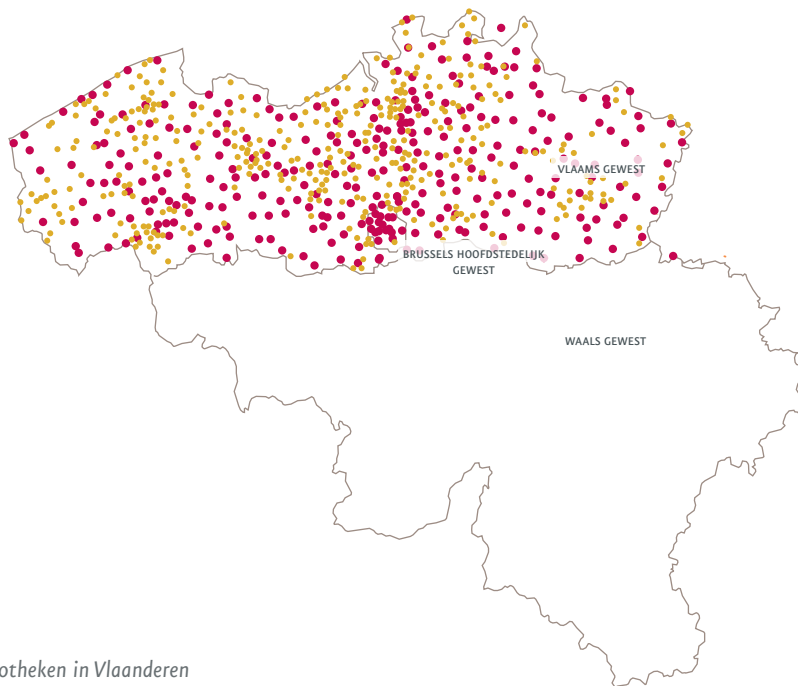 VLAAMS GEWEST
BRUSSELS HOOFDSTEDELIJK
GEWEST
WAALS GEWEST
otheken in Vlaanderen